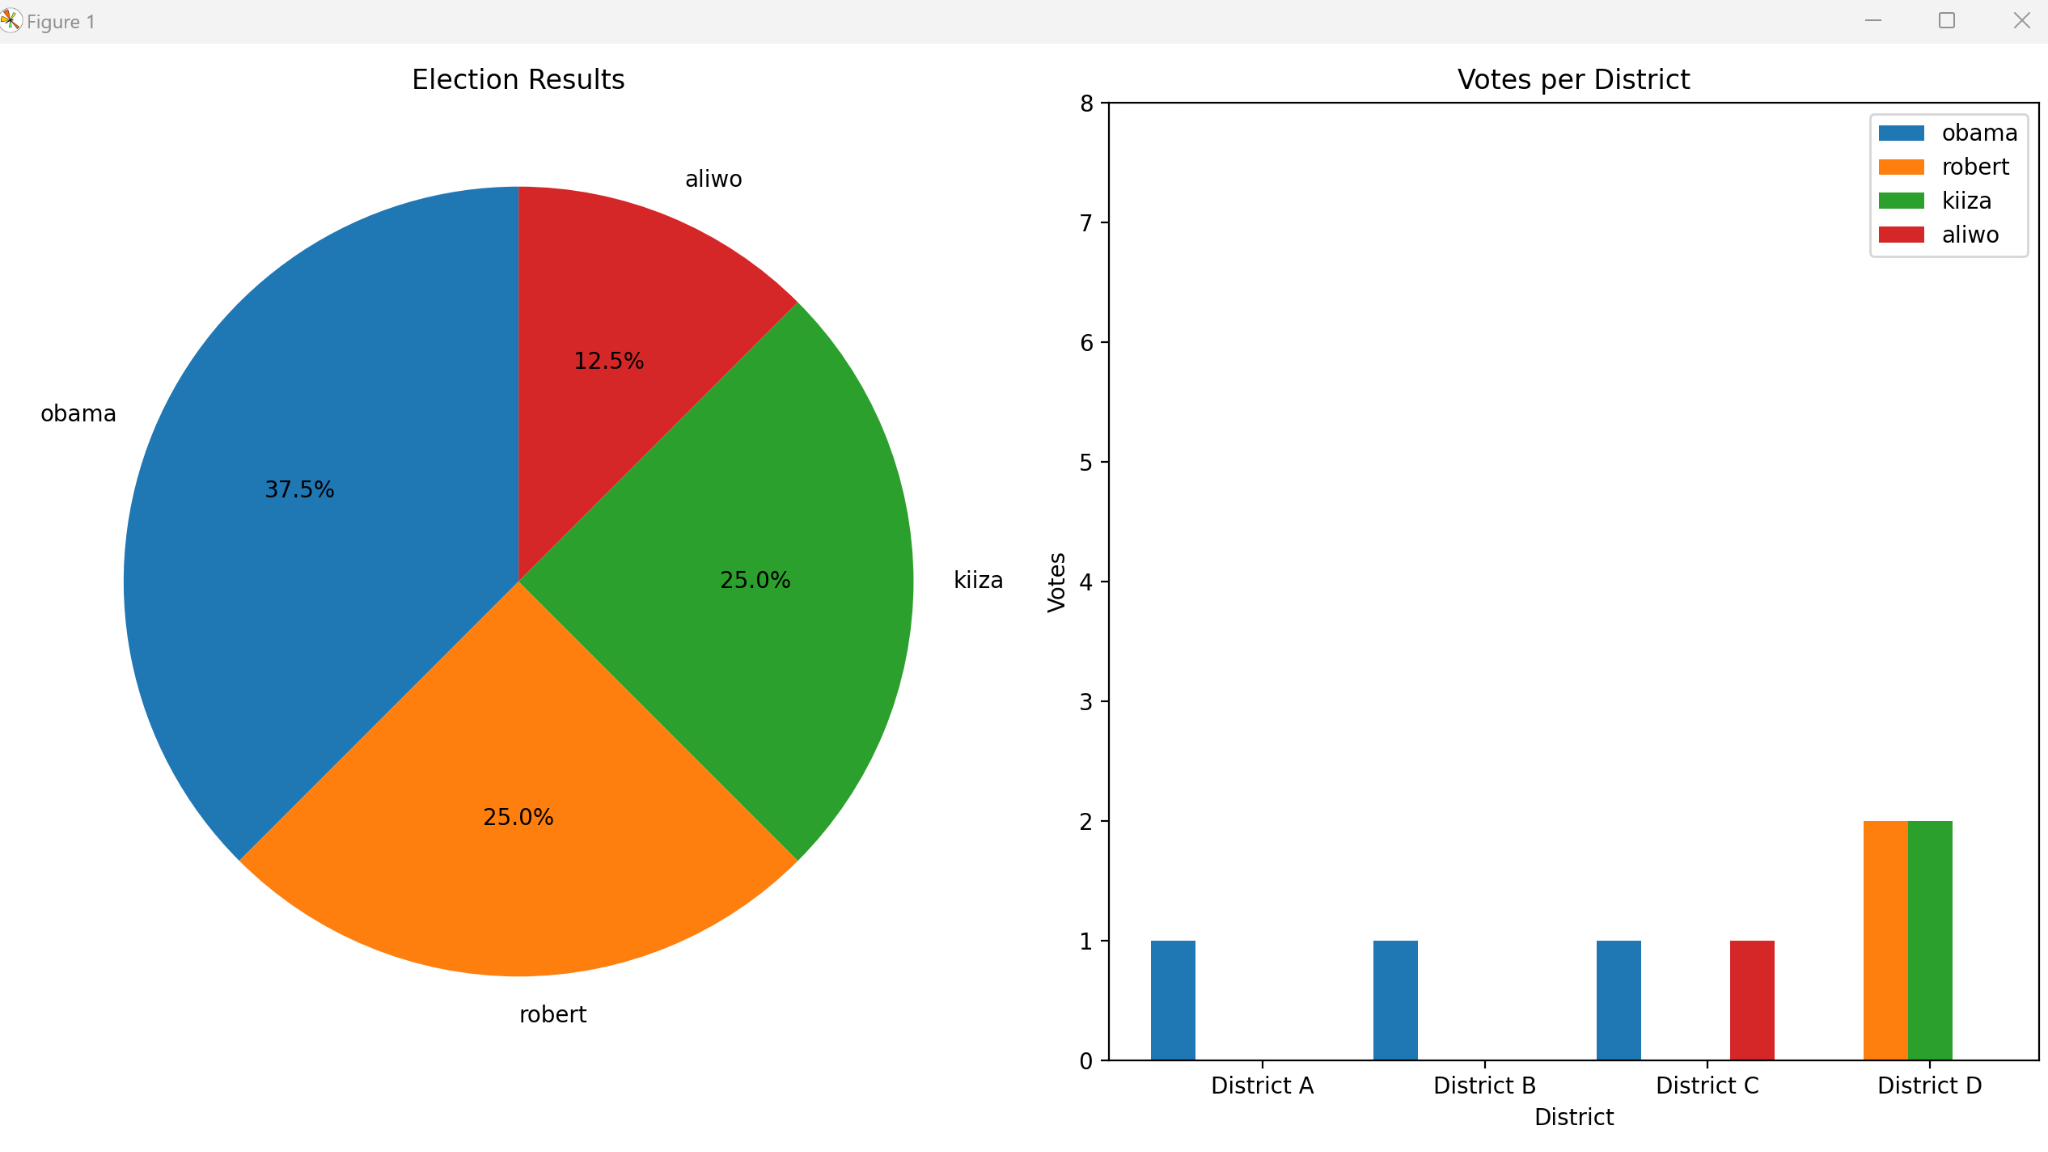 Figure 1
Election Results
aliwo
12.5%
obama
37.5%
25.0%
kiiza
25.0%
robert
Votes per District
8
7
6
5
4
3
2
1
0
Votes
obama
robert
kiiza
aliwo
District A
District B
District C
District D
District